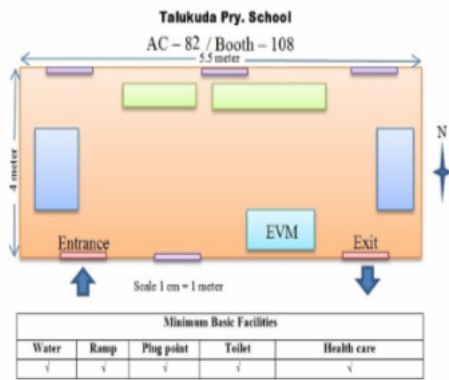 Talukuda Pry. School
AC – 82 / Booth – 108
5.5 meter
4 meter
N
EVM
Entrance
Exit
Scale 1 cm = 1 meter
Minimum Basic Facilities
Water Ramp Plug point Toilet Health care
√ √ √ √ √